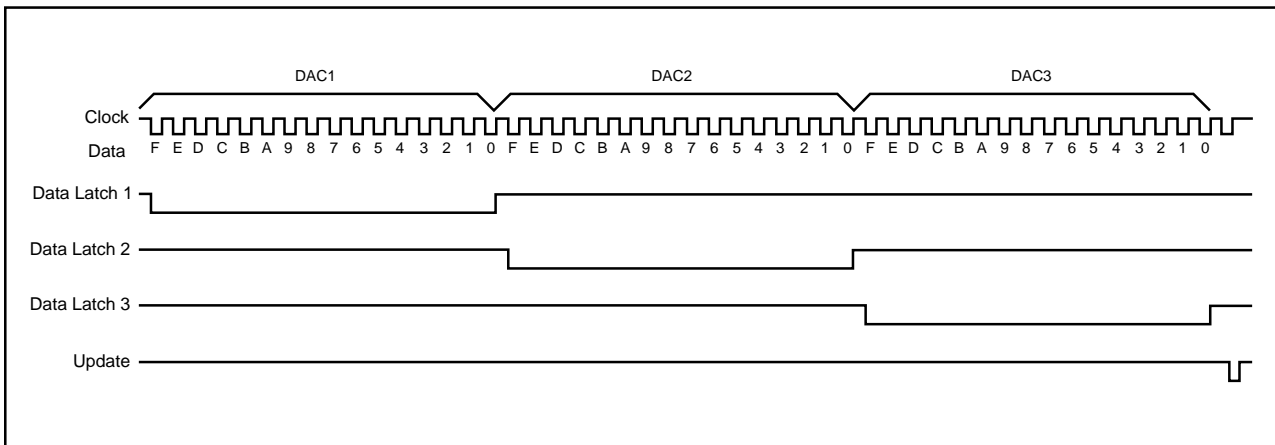 DAC1 DAC2 DAC3
Clock
Data F E D C B A 9 8 7 6 5 4 3 2 1 0 F E D C B A 9 8 7 6 5 4 3 2 1 0 F E D C B A 9 8 7 6 5 4 3 2 1 0
Data Latch 1
Data Latch 2
Data Latch 3
Update